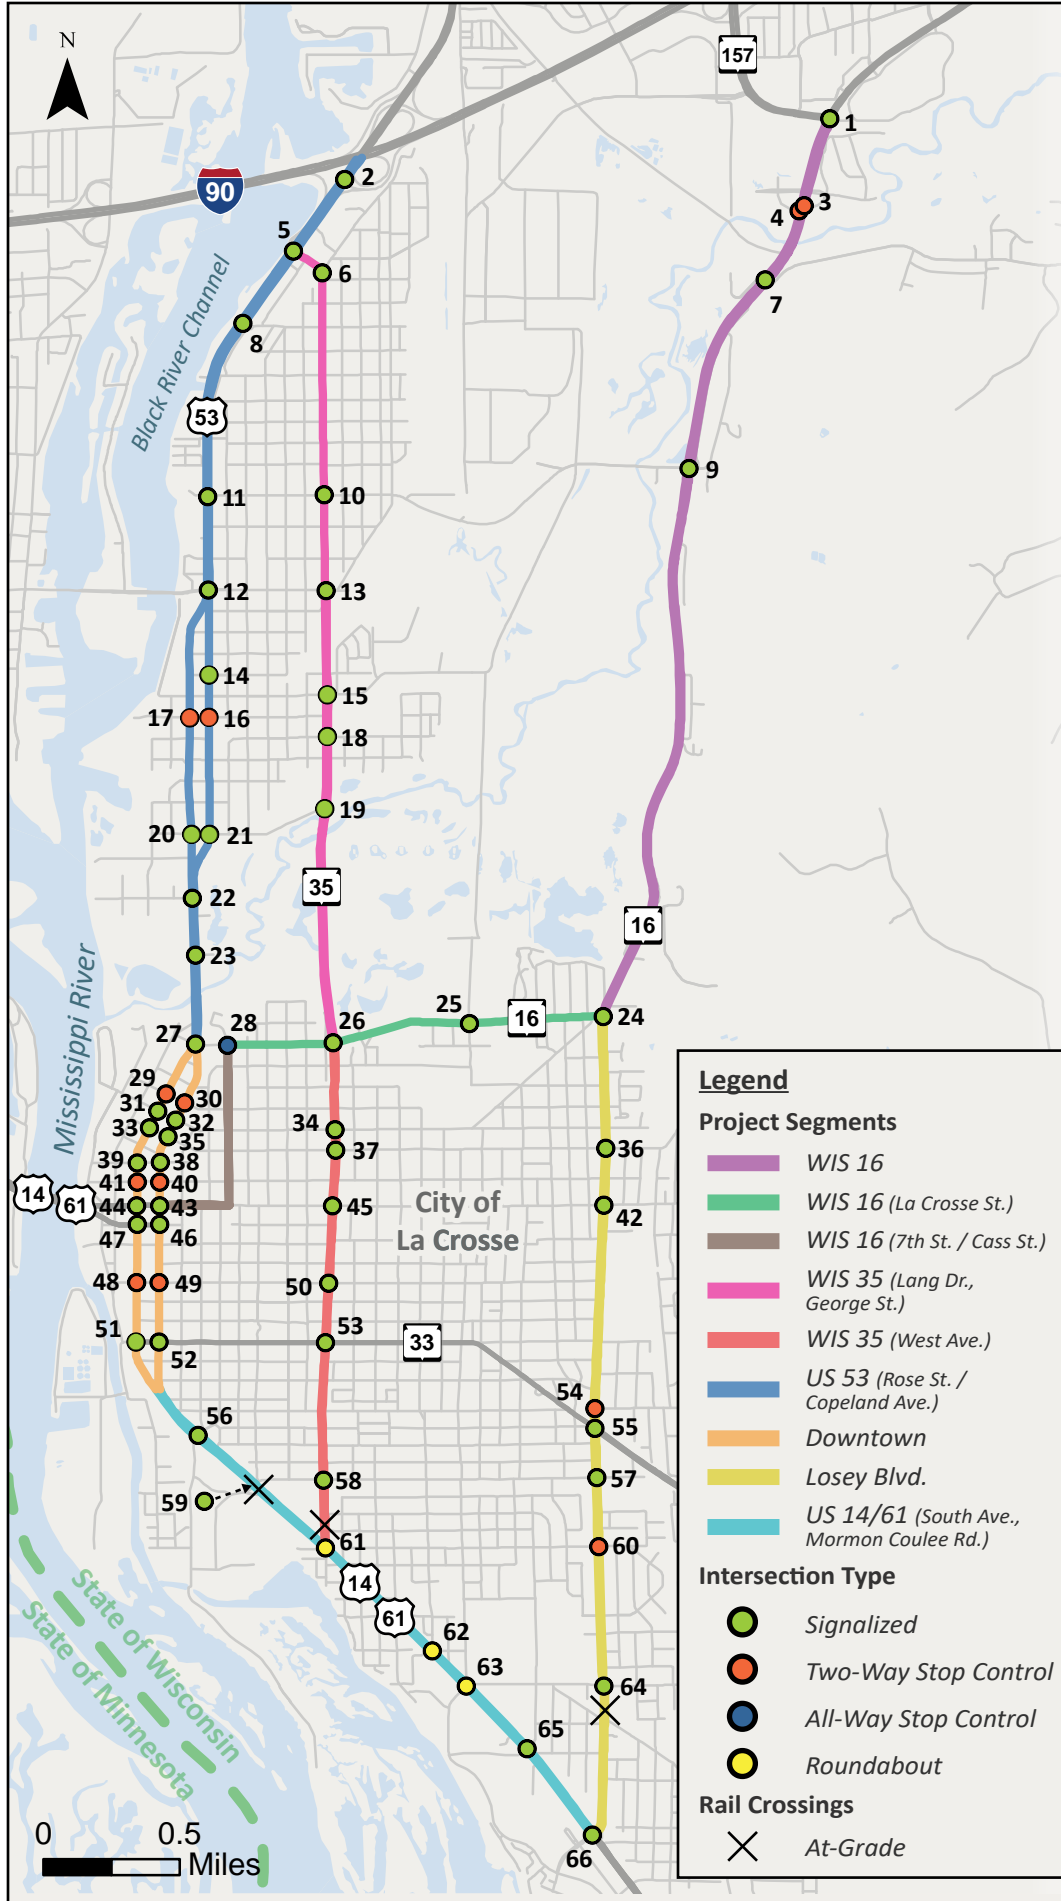 N
157
1
2
90
3
4
5
6
7
8
Black River Channel
53
9
11
10
12
13
14
15
17
16
18
19
20
21
35
22
16
23
25
16
24
26
27
28
29
30
31
32
33
34
35
36
37
39
38
41
40
14
61
44
43
45
42
47
46
City of
La Crosse
48
49
50
51
52
53
33
54
55
56
57
58
59
60
61
14
61
62
63
64
65
66
Mississippi River
State of Wisconsin
State of Minnesota
0
0.5
Miles
Legend
Project Segments
WIS 16
WIS 16 (La Crosse St.)
WIS 16 (7th St. / Cass St.)
WIS 35 (Lang Dr.,
George St.)
WIS 35 (West Ave.)
US 53 (Rose St. /
Copeland Ave.)
Downtown
Losey Blvd.
US 14/61 (South Ave.,
Mormon Coulee Rd.)
Intersection Type
Signalized
Two-Way Stop Control
All-Way Stop Control
Roundabout
Rail Crossings
At-Grade